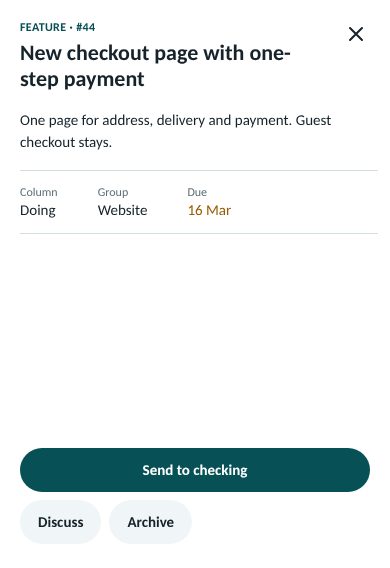 FEATURE · #44
New checkout page with one-
step payment
One page for address, delivery and payment. Guest
checkout stays.
Column
Doing
Group
Website
Due
16 Mar
Send to checking
Discuss
Archive